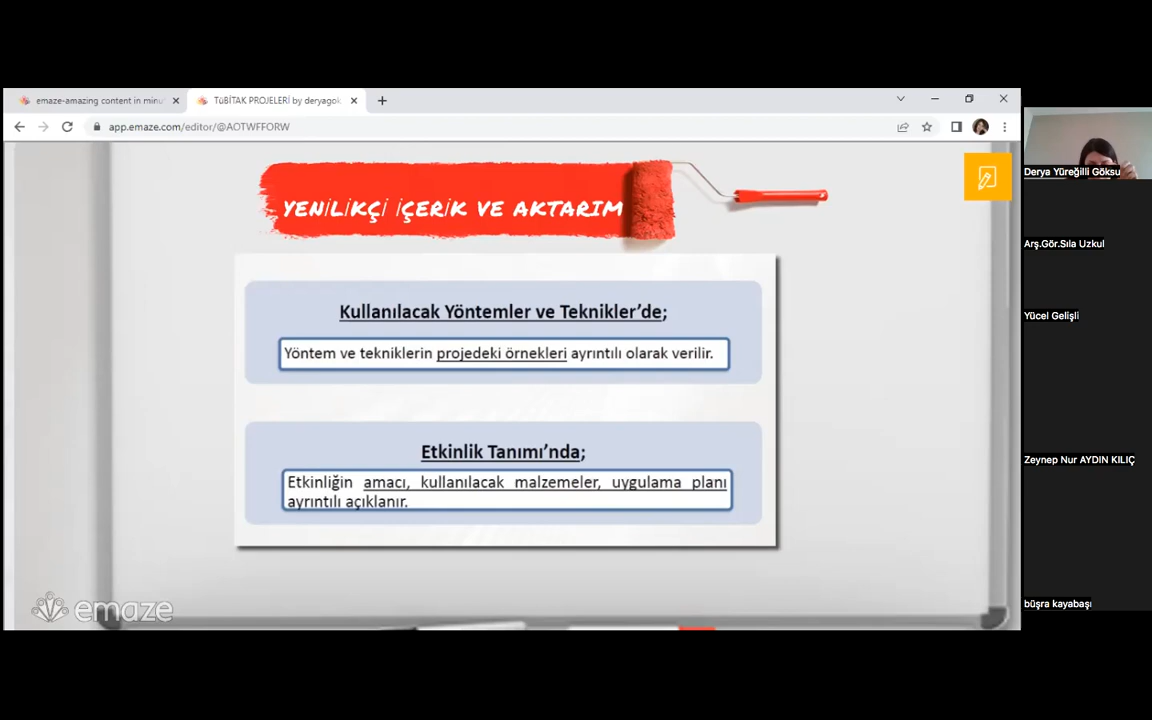 emaze-amazing content in minu
TüBİTAK PROJELERİ by deryagok
app.emaze.com/editor/@AOTWFFORW
YENİLİKÇİ İÇERİK VE AKTARIM
Kullanılacak Yöntemler ve Teknikler’de;
Yöntem ve tekniklerin projedeki örnekleri ayrıntılı olarak verilir.
Etkinlik Tanımı’nda;
Etkinliğin amacı, kullanılacak malzemeler, uygulama planı
ayrıntılı açıklanır.
emaze
Derya Yüreğilli Göksu
Arş.Gör.Sıla Uzkul
Yücel Gelişli
Zeynep Nur AYDIN KILIÇ
büşra kayabaşı